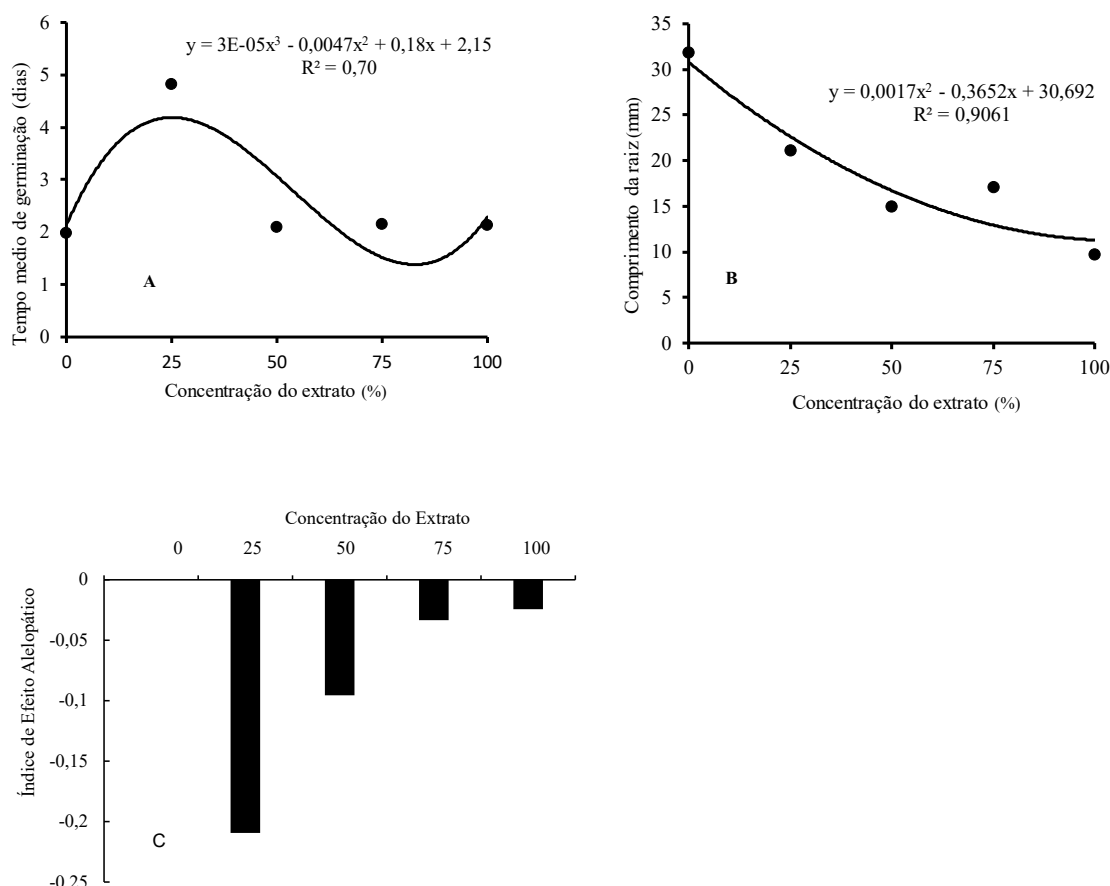 y = 3E-05x³ - 0,0047x² + 0,18x + 2,15
R² = 0,70
6
5
4
3
2
1
0
Tempo medio de germinação (dias)
A
0 25 50 75 100
Concentração do extrato (%)
y = 0,0017x² - 0,3652x + 30,692
R² = 0,9061
35
30
25
20
15
10
5
0
Comprimento da raiz (mm)
B
0 25 50 75 100
Concentração do extrato (%)
Concentração do Extrato
0 25 50 75 100
0
-0,05
-0,1
-0,15
-0,2
-0,25
Índice de Efeito Alelopático
C